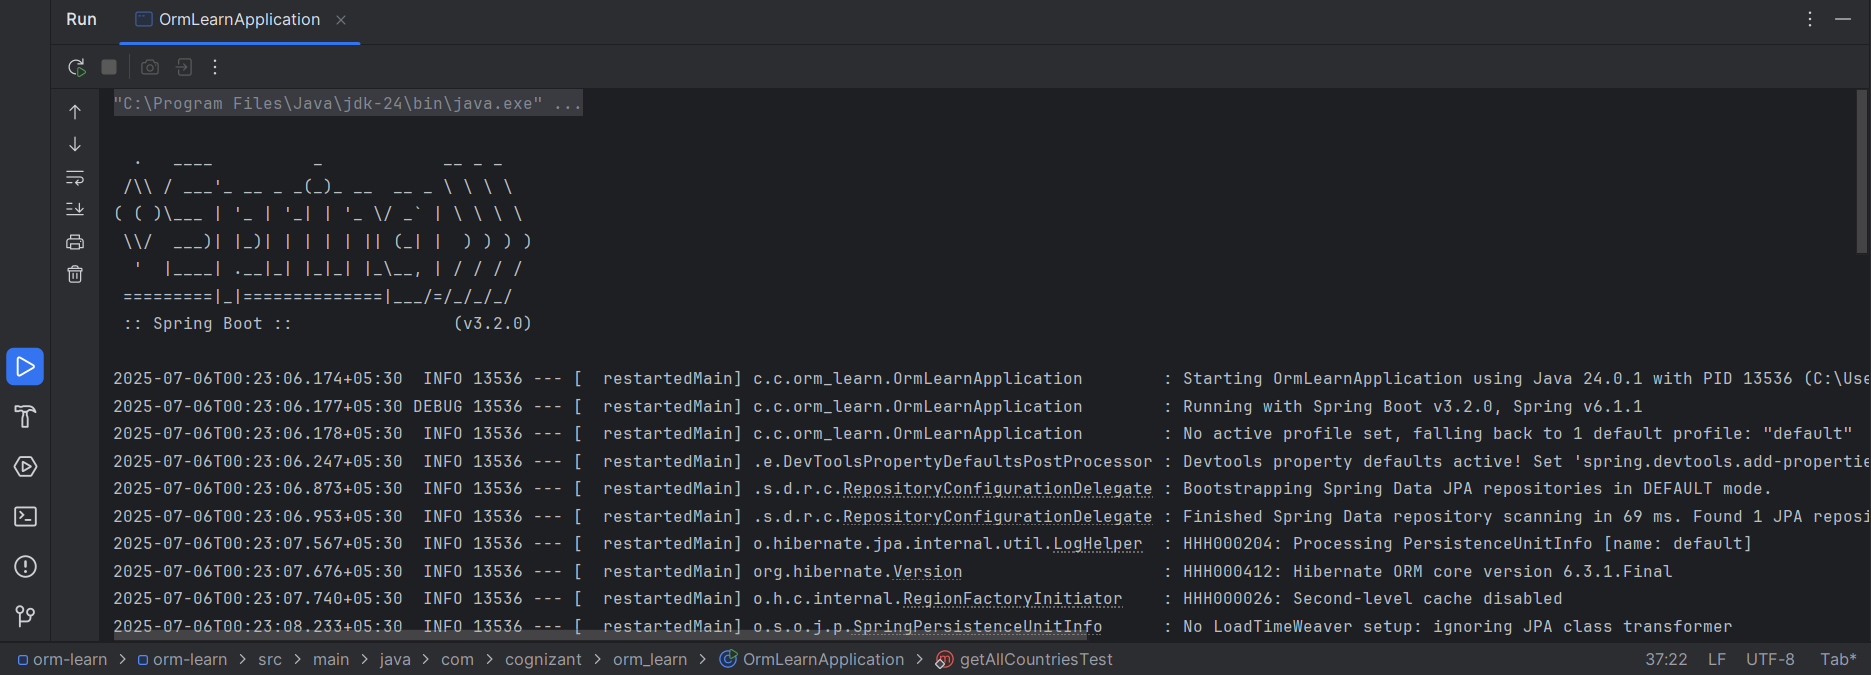 Run OrmLearnApplication
"C:\Program Files\Java\jdk-24\bin\java.exe" ...
  .   ____          _            __ _ _
 /\\ / ___'_ __ _ _(_)_ __  __ _ \ \ \ \
( ( )\___ | '_ | '_| | '_ \/ _` | \ \ \ \
 \\/  ___)| |_)| | | | | || (_| |  ) ) ) )
  '  |____| .__|_| |_|_| |_\__, | / / / /
 =========|_|==============|___/=/_/_/_/
 :: Spring Boot ::                (v3.2.0)
2025-07-06T00:23:06.174+05:30  INFO 13536 --- [  restartedMain] c.c.orm_learn.OrmLearnApplication        : Starting OrmLearnApplication using Java 24.0.1 with PID 13536 (C:\Use
2025-07-06T00:23:06.177+05:30 DEBUG 13536 --- [  restartedMain] c.c.orm_learn.OrmLearnApplication        : Running with Spring Boot v3.2.0, Spring v6.1.1
2025-07-06T00:23:06.178+05:30  INFO 13536 --- [  restartedMain] c.c.orm_learn.OrmLearnApplication        : No active profile set, falling back to 1 default profile: "default"
2025-07-06T00:23:06.247+05:30  INFO 13536 --- [  restartedMain] .e.DevToolsPropertyDefaultsPostProcessor : Devtools property defaults active! Set 'spring.devtools.add-propertie
2025-07-06T00:23:06.873+05:30  INFO 13536 --- [  restartedMain] .s.d.r.c.RepositoryConfigurationDelegate : Bootstrapping Spring Data JPA repositories in DEFAULT mode.
2025-07-06T00:23:06.953+05:30  INFO 13536 --- [  restartedMain] .s.d.r.c.RepositoryConfigurationDelegate : Finished Spring Data repository scanning in 69 ms. Found 1 JPA reposi
2025-07-06T00:23:07.567+05:30  INFO 13536 --- [  restartedMain] o.hibernate.jpa.internal.util.LogHelper  : HHH000204: Processing PersistenceUnitInfo [name: default]
2025-07-06T00:23:07.676+05:30  INFO 13536 --- [  restartedMain] org.hibernate.Version                    : HHH000412: Hibernate ORM core version 6.3.1.Final
2025-07-06T00:23:07.740+05:30  INFO 13536 --- [  restartedMain] o.h.c.internal.RegionFactoryInitiator    : HHH000026: Second-level cache disabled
2025-07-06T00:23:08.233+05:30  INFO 13536 --- [  restartedMain] o.s.o.j.p.SpringPersistenceUnitInfo      : No LoadTimeWeaver setup: ignoring JPA class transformer
orm-learn > orm-learn > src > main > java > com > cognizant > orm_learn > OrmLearnApplication > getAllCountriesTest 37:22 LF UTF-8 Tab*